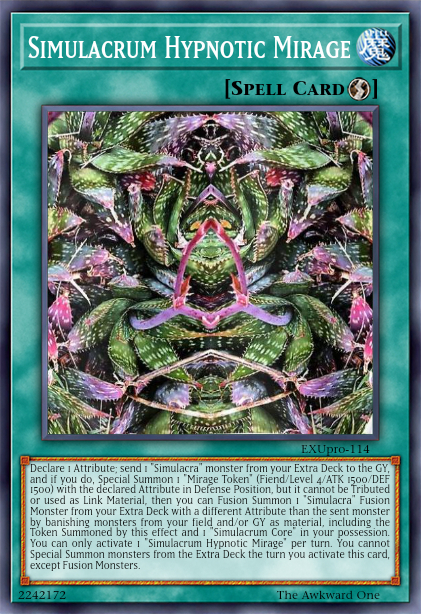 Simulacrum Hypnotic Mirage
魔
[Spell Card]
EXUpro-114
Declare 1 Attribute; send 1 "Simulacra" monster from your Extra Deck to the GY,
and if you do, Special Summon 1 "Mirage Token" (Fiend/Level 4/ATK 1500/DEF
1500) with the declared Attribute in Defense Position, but it cannot be Tributed
or used as Link Material, then you can Fusion Summon 1 "Simulacra" Fusion
Monster from your Extra Deck with a different Attribute than the sent monster
by banishing monsters from your field and/or GY as material, including the
Token Summoned by this effect and 1 "Simulacrum Core" in your possession.
You can only activate 1 "Simulacrum Hypnotic Mirage" per turn. You cannot
Special Summon monsters from the Extra Deck the turn you activate this card,
except Fusion Monsters.
2242172
The Awkward One